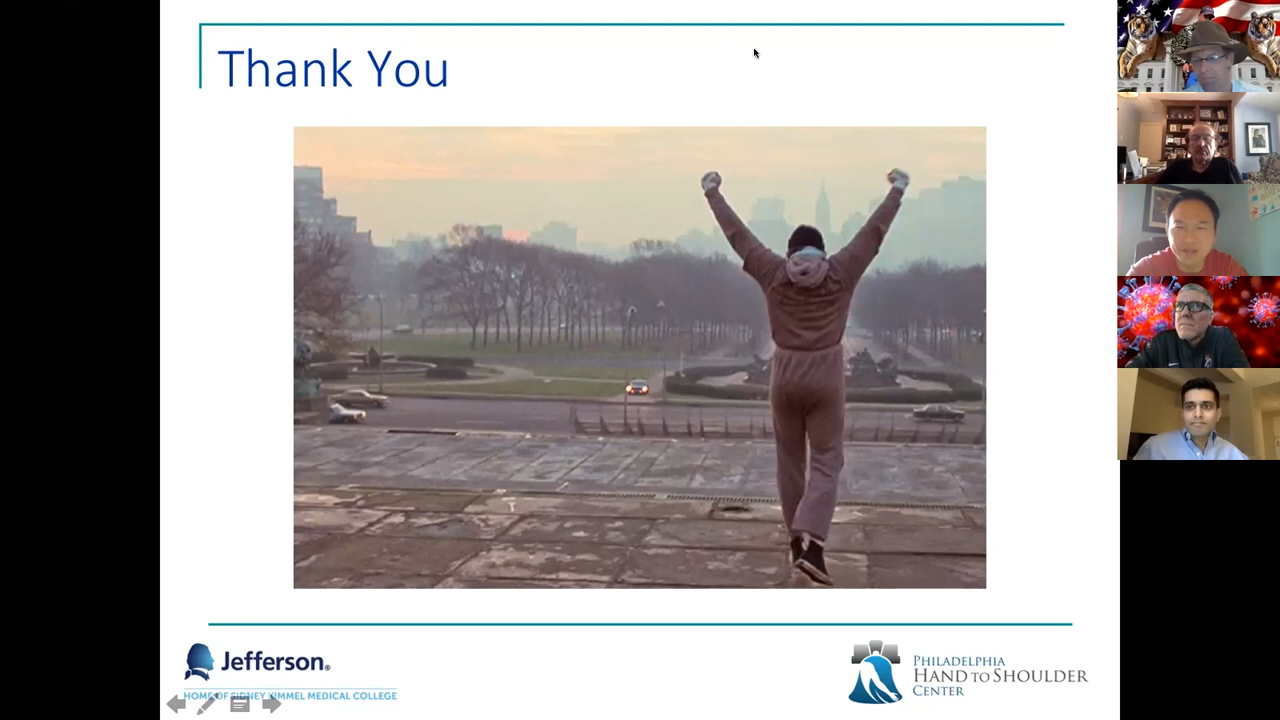 Thank You
Jefferson®
HOME OF SIDNEY KIMMEL MEDICAL COLLEGE
PHILADELPHIA
HAND TO SHOULDER
CENTER